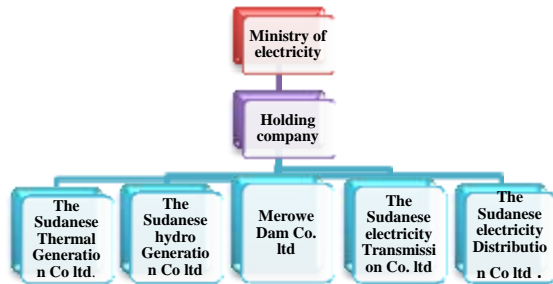 Ministry of
electricity
Holding
company
The
Sudanese
Thermal
Generatio
n Co ltd.
The
Sudanese
hydro
Generatio
n Co ltd
Merowe
Dam Co.
ltd
The
Sudanese
electricity
Transmissi
on Co. ltd
The
Sudanese
electricity
Distributio
n Co ltd .